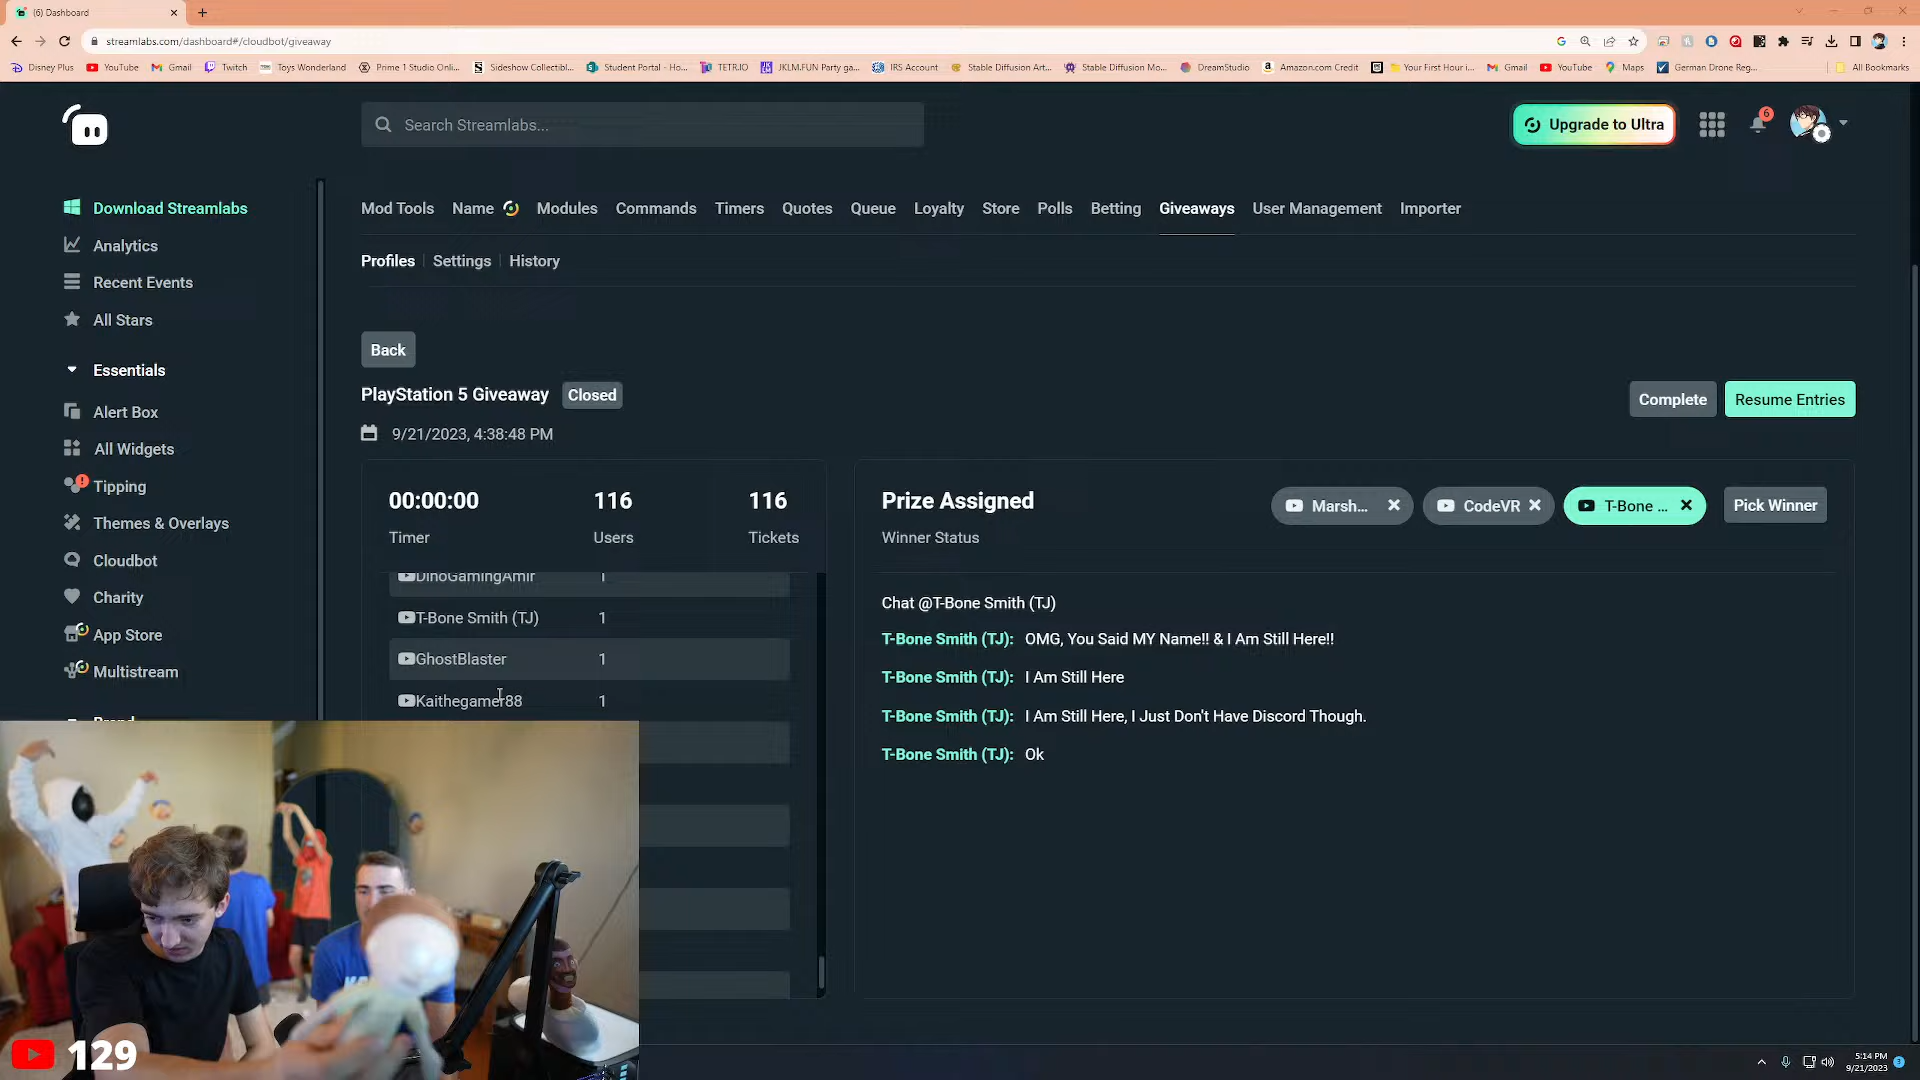 (6) Dashboard
streamlabs.com/dashboard#/cloudbot/giveaway
Disney Plus YouTube Gmail Twitch Toys Wonderland Prime 1 Studio Onli... Sideshow Collectibl... Student Portal - Ho... TETR.IO JKLM.FUN Party ga... IRS Account Stable Diffusion Art... Stable Diffusion Mo... DreamStudio Amazon.com Credit Your First Hour i... Gmail YouTube Maps German Drone Reg... All Bookmarks
Search Streamlabs...
Upgrade to Ultra
6
Download Streamlabs
Analytics
Recent Events
All Stars
Essentials
Alert Box
All Widgets
Tipping
Themes & Overlays
Cloudbot
Charity
App Store
Multistream
Brand
Mod Tools Name Modules Commands Timers Quotes Queue Loyalty Store Polls Betting Giveaways User Management Importer
Profiles Settings History
Back
PlayStation 5 Giveaway Closed
9/21/2023, 4:38:48 PM
Complete Resume Entries
00:00:00 116 116
Timer Users Tickets
DinoGamingAmir 1
T-Bone Smith (TJ) 1
GhostBlaster 1
Kaithegamer88 1
Prize Assigned
Winner Status
Marsh... CodeVR T-Bone ... Pick Winner
Chat @T-Bone Smith (TJ)
T-Bone Smith (TJ): OMG, You Said MY Name!! & I Am Still Here!!
T-Bone Smith (TJ): I Am Still Here
T-Bone Smith (TJ): I Am Still Here, I Just Don't Have Discord Though.
T-Bone Smith (TJ): Ok
129
5:14 PM
9/21/2023
3